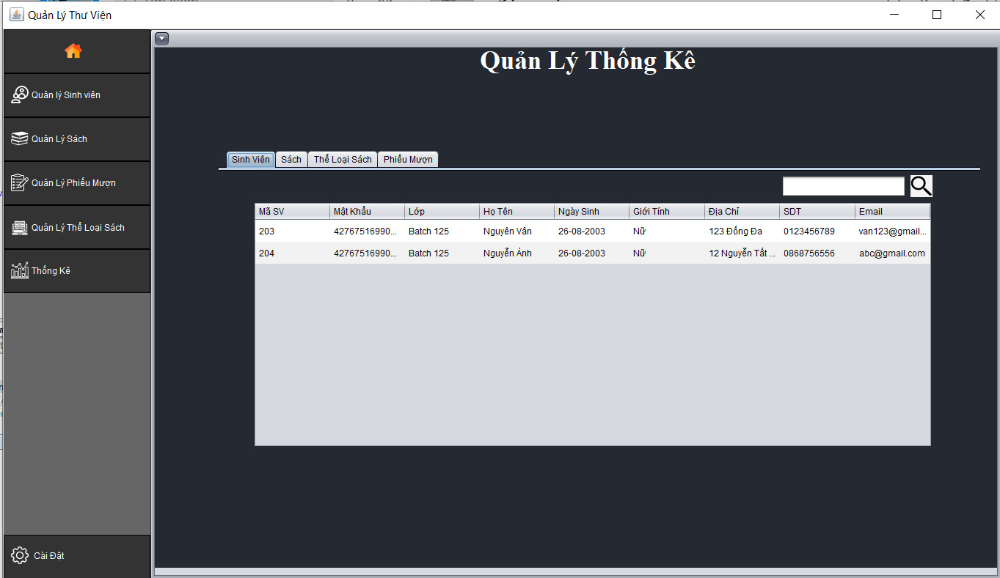 Quản Lý Thư Viện
Quản Lý Thống Kê
Quản lý Sinh viên
Quản Lý Sách
Quản Lý Phiếu Mượn
Quản Lý Thể Loại Sách
Thống Kê
Cài Đặt
Sinh Viên Sách Thể Loại Sách Phiếu Mượn
Mã SV Mật Khẩu Lớp Họ Tên Ngày Sinh Giới Tính Địa Chỉ SDT Email
203 42767516990... Batch 125 Nguyên Vân 26-08-2003 Nữ 123 Đống Đa 0123456789 van123@gmail...
204 42767516990... Batch 125 Nguyễn Ánh 26-08-2003 Nữ 12 Nguyễn Tất ... 0868756556 abc@gmail.com